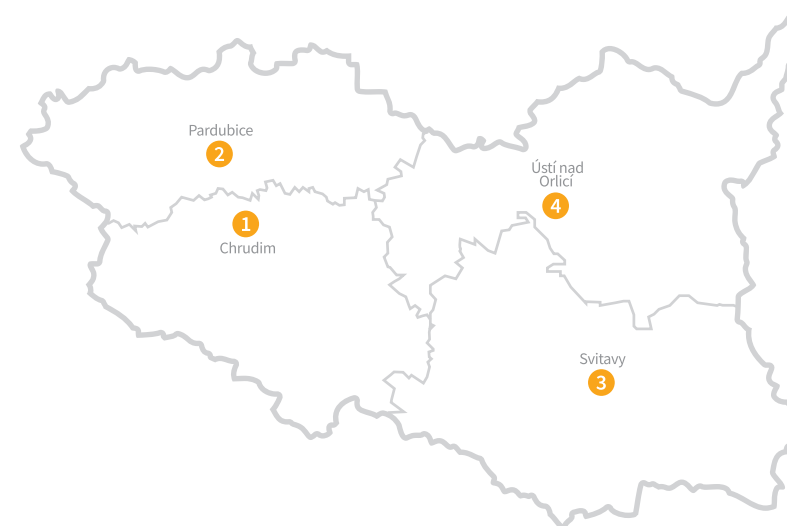 Pardubice
2
1
Chrudim
Ústí nad
Orlicí
4
Svitavy
3